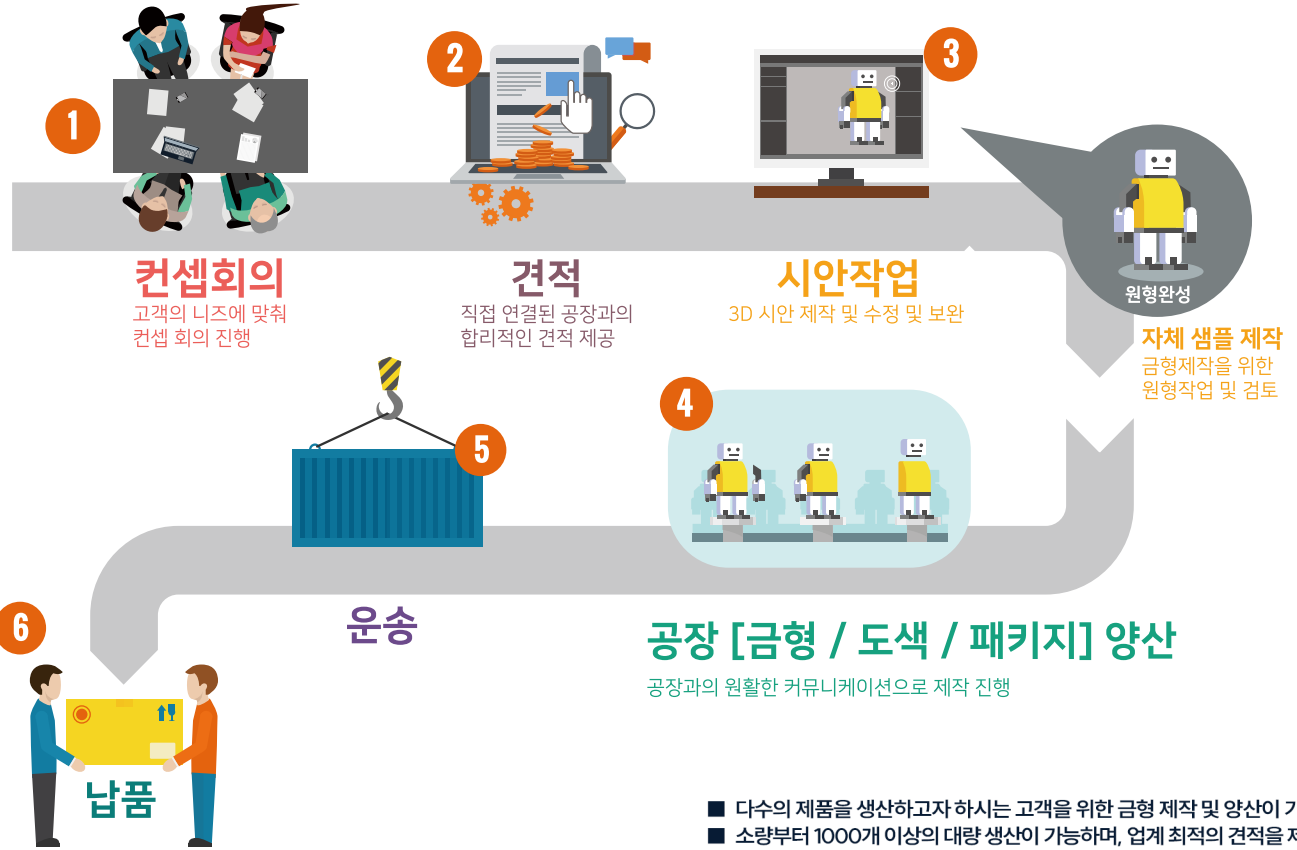 1
컨셉회의
고객의 니즈에 맞춰
컨셉 회의 진행
2
견적
직접 연결된 공장과의
합리적인 견적 제공
3
시안작업
3D 시안 제작 및 수정 및 보완
원형완성
자체 샘플 제작
금형제작을 위한
원형작업 및 검토
4
공장 [금형 / 도색 / 패키지] 양산
공장과의 원활한 커뮤니케이션으로 제작 진행
5
운송
6
납품
■ 다수의 제품을 생산하고자 하시는 고객을 위한 금형 제작 및 양산이
■ 소량부터 1000개 이상의 대량 생산이 가능하며, 업계 최적의 견적을